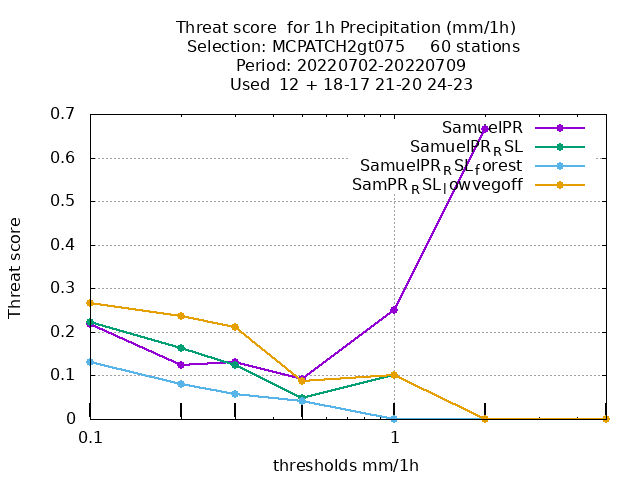 Threat score  for 1h Precipitation (mm/1h)
Selection: MCPATCH2gt075     60 stations
Period: 20220702-20220709
Used  12 + 18-17 21-20 24-23
0.7
0.6
0.5
0.4
0.3
0.2
0.1
0
Threat score
SamuelPR
SamuelPR_RSL
SamuelPR_RSL_forest
SamPR_RSL_lowvegoff
0.1
1
thresholds mm/1h